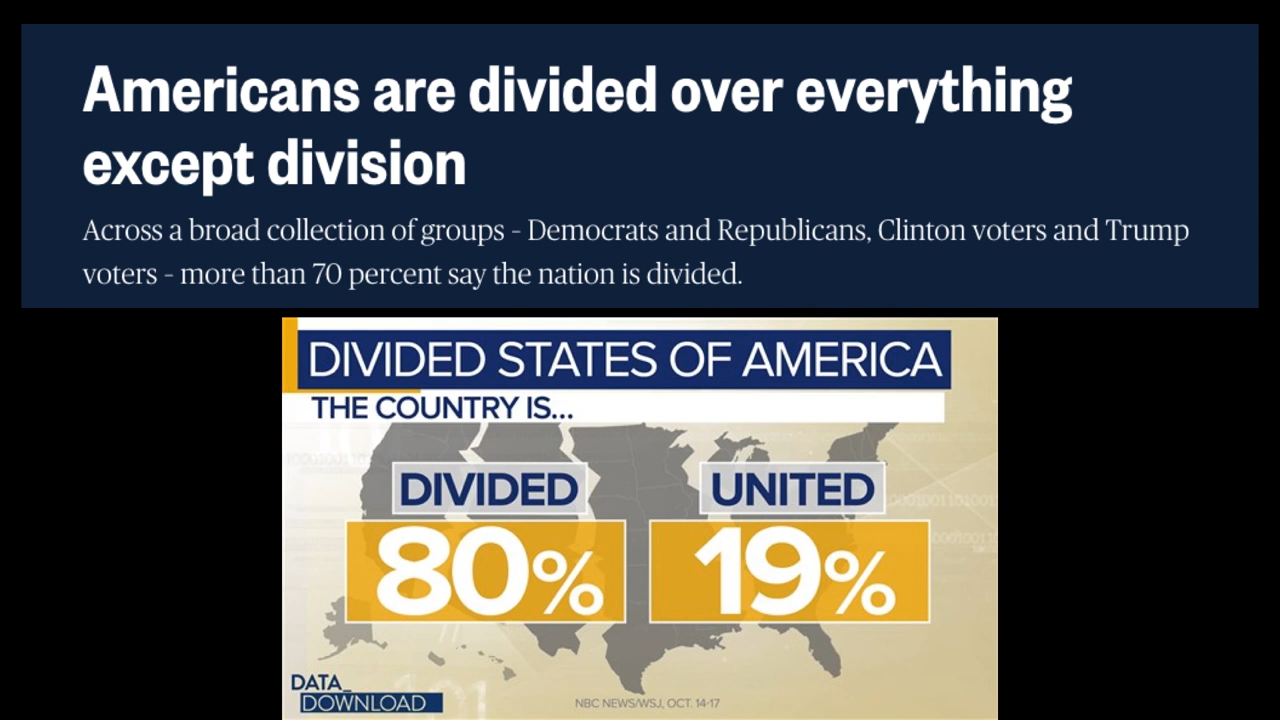 Americans are divided over everything
except division
Across a broad collection of groups - Democrats and Republicans, Clinton voters and Trump
voters - more than 70 percent say the nation is divided.
DIVIDED STATES OF AMERICA
THE COUNTRY IS...
DIVIDED
UNITED
80%
19%
DATA_
DOWNLOAD
NBC NEWS/WSJ, OCT. 14-17